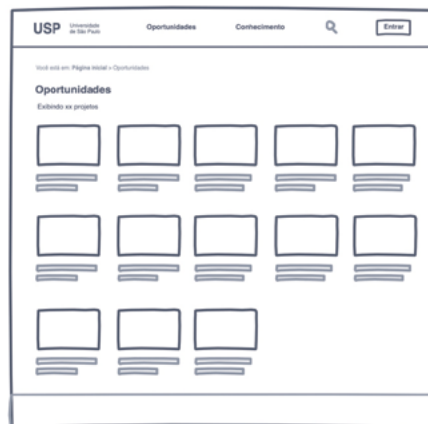 USP
Universidade
de São Paulo
Oportunidades
Conhecimento
Entrar
Você está em: Página inicial > Oportunidades
Oportunidades
Exibindo xx projetos